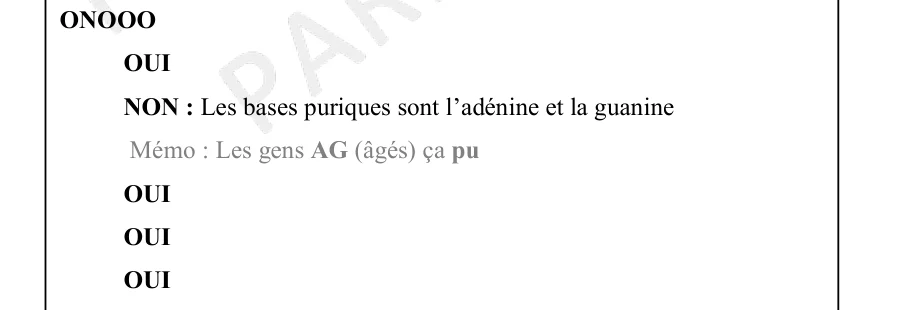 ONOOO
OUI
NON : Les bases puriques sont l’adénine et la guanine
Mémo : Les gens AG (âgés) ça pu
OUI
OUI
OUI